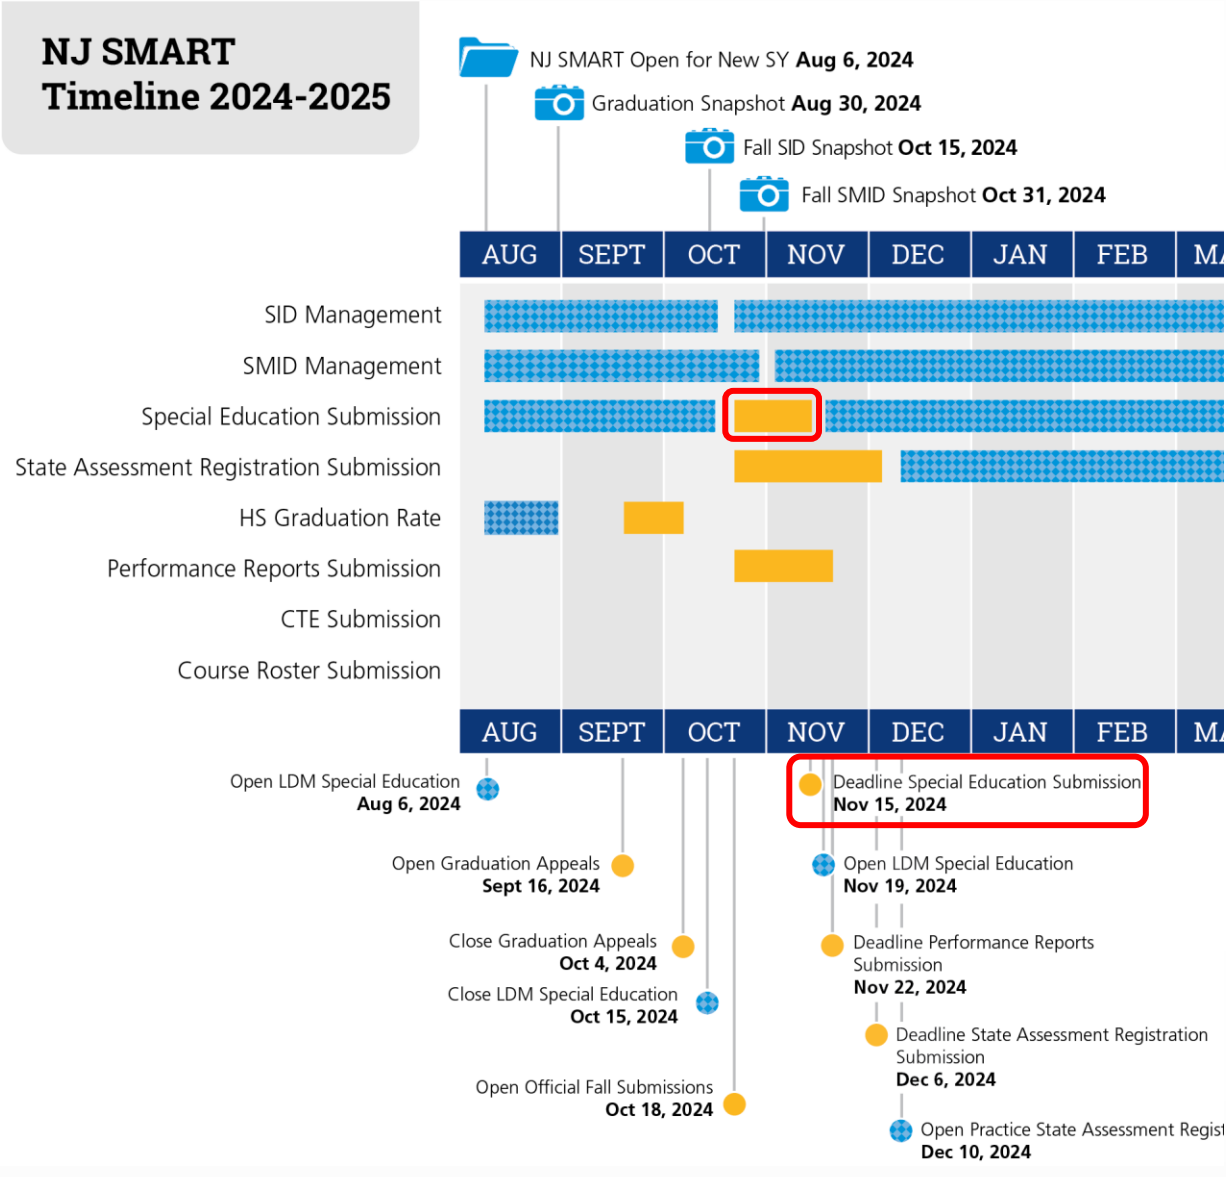 NJ SMART
Timeline 2024-2025
NJ SMART Open for New SY Aug 6, 2024
Graduation Snapshot Aug 30, 2024
Fall SID Snapshot Oct 15, 2024
Fall SMID Snapshot Oct 31, 2024
AUG SEPT OCT NOV DEC JAN FEB MA
SID Management
SMID Management
Special Education Submission
State Assessment Registration Submission
HS Graduation Rate
Performance Reports Submission
CTE Submission
Course Roster Submission
AUG SEPT OCT NOV DEC JAN FEB MA
Open LDM Special Education
Aug 6, 2024
Deadline Special Education Submission
Nov 15, 2024
Open Graduation Appeals
Sept 16, 2024
Open LDM Special Education
Nov 19, 2024
Close Graduation Appeals
Oct 4, 2024
Deadline Performance Reports
Submission
Nov 22, 2024
Close LDM Special Education
Oct 15, 2024
Deadline State Assessment Registration
Submission
Dec 6, 2024
Open Official Fall Submissions
Oct 18, 2024
Open Practice State Assessment Regist
Dec 10, 2024